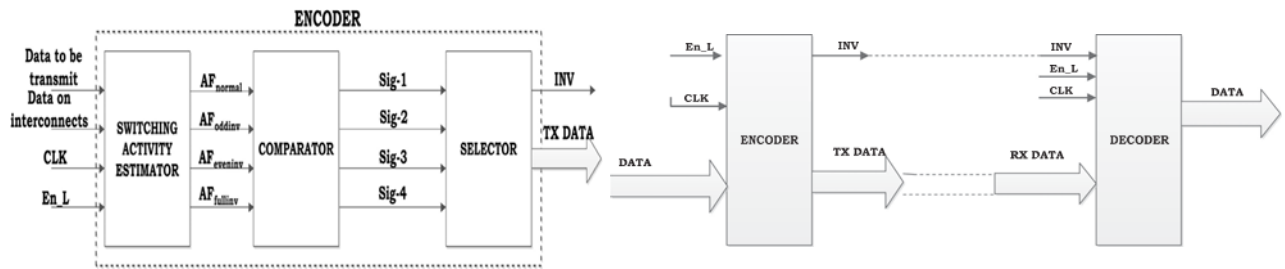 ENCODER
Data to be
transmit
Data on
interconnects
CLK
En_L
SWITCHING
ACTIVITY
ESTIMATOR
AFnormal
AFoddinv
AFeveninv
AFfullinv
COMPARATOR
Sig-1
Sig-2
Sig-3
Sig-4
SELECTOR
INV
TX DATA
En_L
CLK
DATA
ENCODER
INV
TX DATA
RX DATA
INV
En_L
CLK
DECODER
DATA